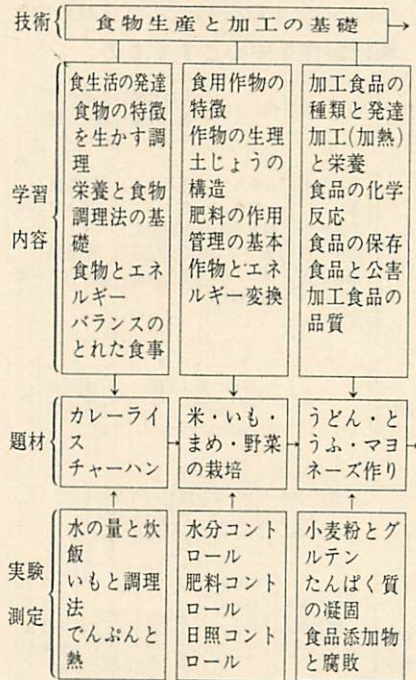 技術
食物生産と加工の基礎
学習
内容
食生活の発達
食物の特徴
を生かす調
理
栄養と食物
調理法の基
礎
食物とエネ
ルギー
バランスの
とれた食事
食用作物の
特徴
作物の生理
土じょうの
構造
肥料の作用
管理の基本
作物とエネ
ルギー変換
加工食品の
種類と発達
加工(加熱)
と栄養
食品の化学
反応
食品の保存
食品と公害
加工食品の
品質
題材
カレーライ
ス
チャーハン
米・いも・
まめ・野菜
の栽培
うどん・と
うふ・マヨ
ネーズ作り
実験
測定
水の量と炊
飯
いもと調理
法
でんぷんと
熱
水分コント
ロール
肥料コント
ロール
日照コント
ロール
小麦粉とグ
ルテン
たんぱく質
の凝固
食品添加物
と腐敗